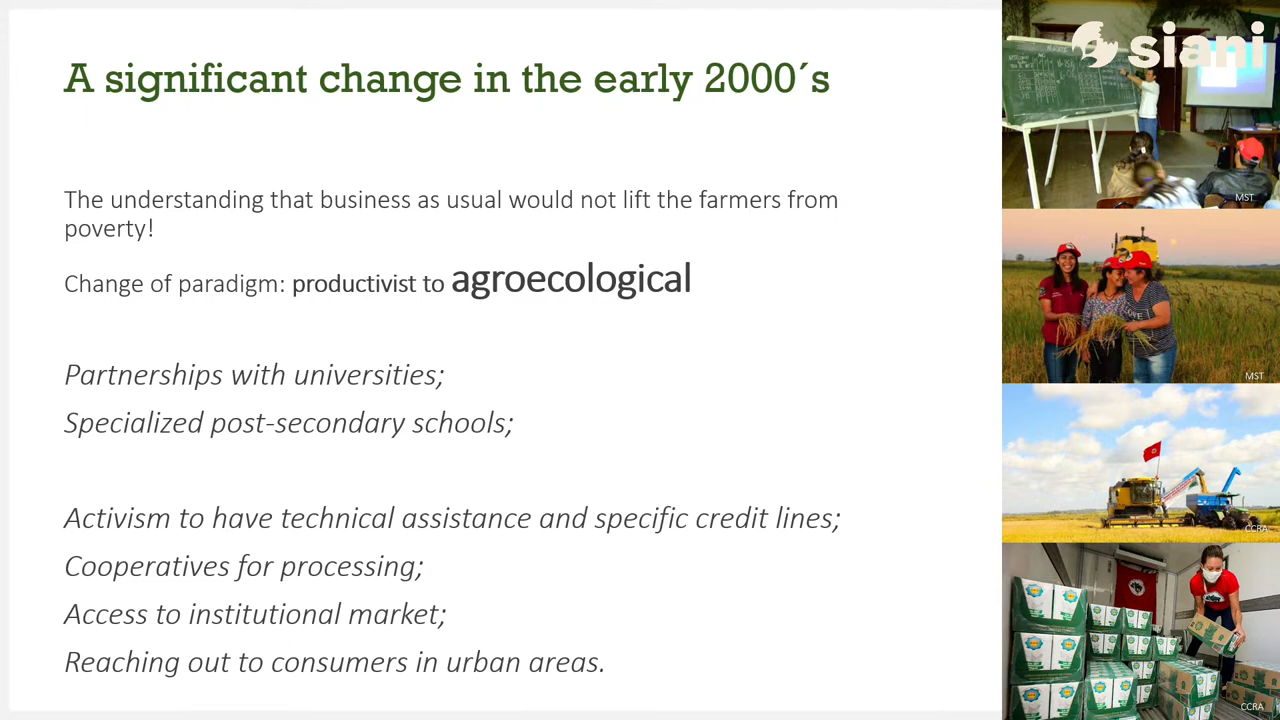 A significant change in the early 2000´s
The understanding that business as usual would not lift the farmers from
poverty!
Change of paradigm: productivist to agroecological
Partnerships with universities;
Specialized post-secondary schools;
Activism to have technical assistance and specific credit lines;
Cooperatives for processing;
Access to institutional market;
Reaching out to consumers in urban areas.
siani
MST
MST
CCRA
CCRA